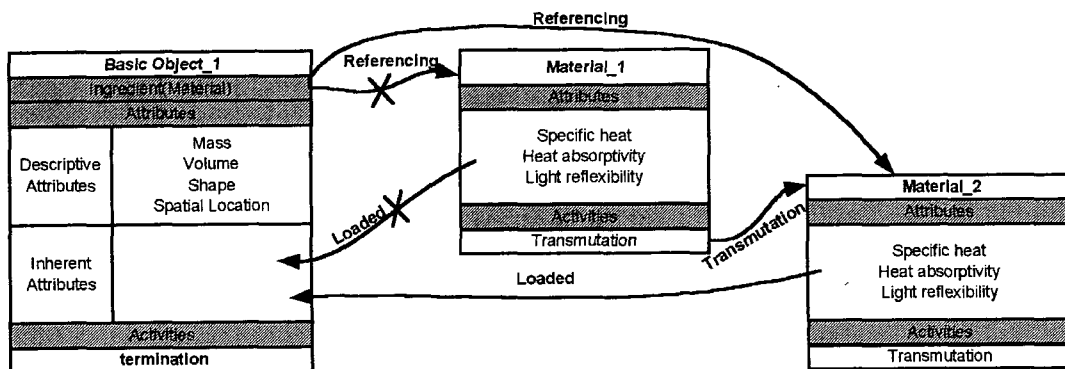 Referencing
Basic Object_1
Ingredient(Material)
Attributes
Descriptive
Attributes
Mass
Volume
Shape
Spatial Location
Inherent
Attributes
Activities
termination
Referencing
Material_1
Attributes
Specific heat
Heat absorptivity
Light reflexibility
Activities
Transmutation
Loaded
Transmutation
Loaded
Material_2
Attributes
Specific heat
Heat absorptivity
Light reflexibility
Activities
Transmutation